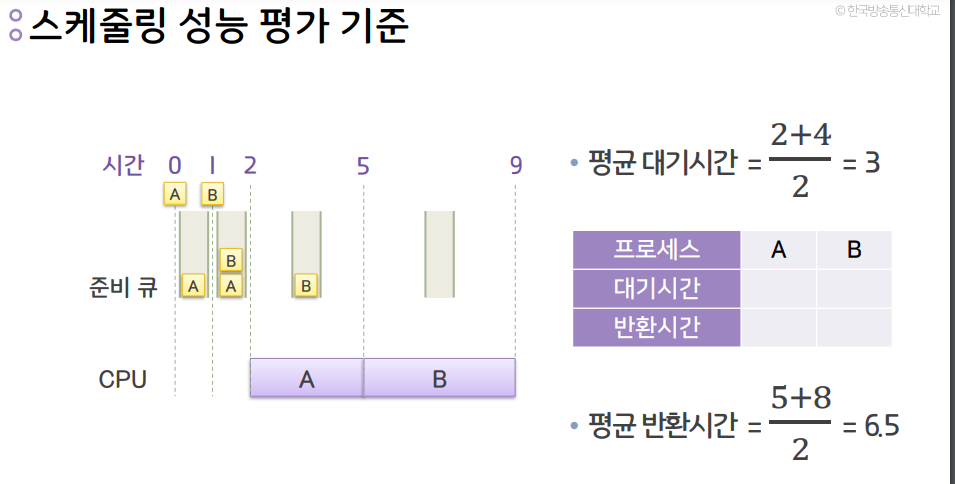 스케줄링 성능 평가 기준
© 한국방송통신대학교
시간 0 1 2 5 9
A B
B
A A B
준비 큐
CPU A B
• 평균 대기시간 = 2+4/2 = 3
프로세스 A B
대기시간
반환시간
• 평균 반환시간 = 5+8/2 = 6.5